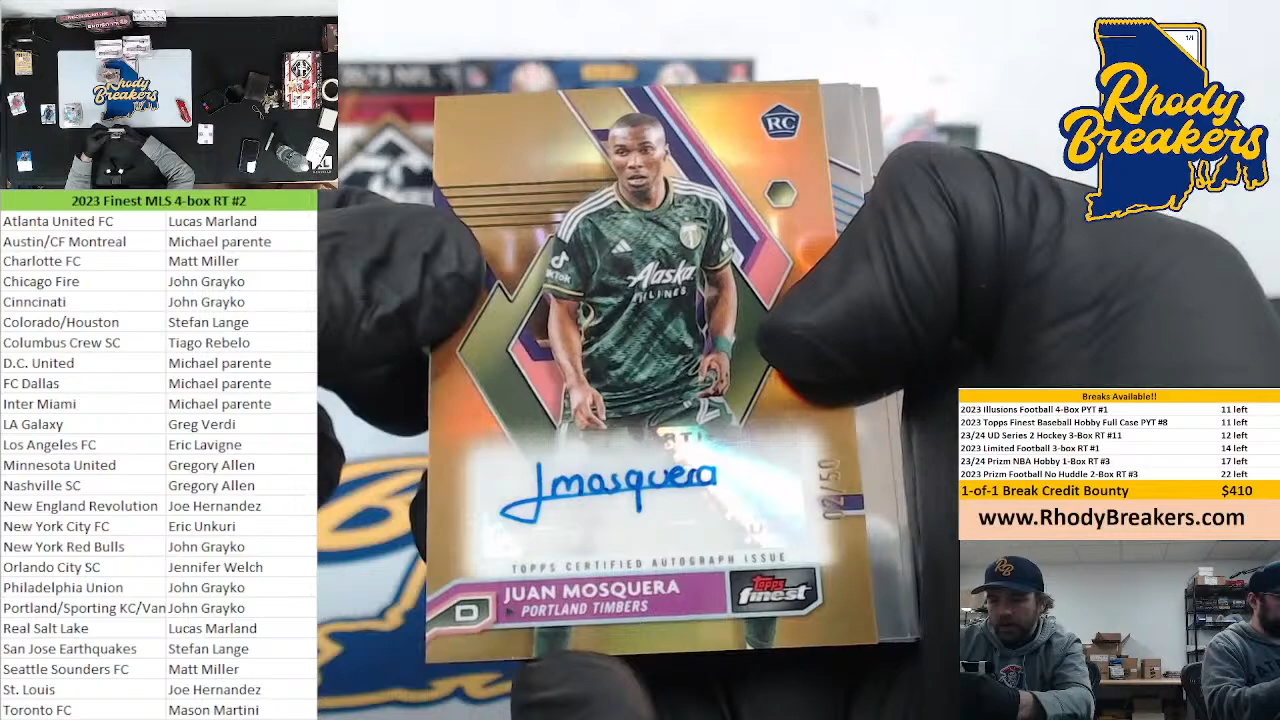 Rhody
Breakers
2023 Finest MLS 4-box RT #2
Atlanta United FC Lucas Marland
Austin/CF Montreal Michael parente
Charlotte FC Matt Miller
Chicago Fire John Grayko
Cinncinati John Grayko
Colorado/Houston Stefan Lange
Columbus Crew SC Tiago Rebelo
D.C. United Michael parente
FC Dallas Michael parente
Inter Miami Michael parente
LA Galaxy Greg Verdi
Los Angeles FC Eric Lavigne
Minnesota United Gregory Allen
Nashville SC Gregory Allen
New England Revolution Joe Hernandez
New York City FC Eric Unkuri
New York Red Bulls John Grayko
Orlando City SC Jennifer Welch
Philadelphia Union John Grayko
Portland/Sporting KC/Van John Grayko
Real Salt Lake Lucas Marland
San Jose Earthquakes Stefan Lange
Seattle Sounders FC Matt Miller
St. Louis Joe Hernandez
Toronto FC Mason Martini
RC
TikTok
Alaska
AIRLINES
Jmosquera
02/50
TOPPS CERTIFIED AUTOGRAPH ISSUE
D
JUAN MOSQUERA
PORTLAND TIMBERS
Topps
finest
1/1
Rhody
Breakers
Breaks Available!!
2023 Illusions Football 4-Box PYT #1 11 left
2023 Topps Finest Baseball Hobby Full Case PYT #8 11 left
23/24 UD Series 2 Hockey 3-Box RT #11 12 left
2023 Limited Football 3-box RT #1 14 left
23/24 Prizm NBA Hobby 1-Box RT #3 17 left
2023 Prizm Football No Huddle 2-Box RT #3 22 left
1-of-1 Break Credit Bounty $410
www.RhodyBreakers.com
RB